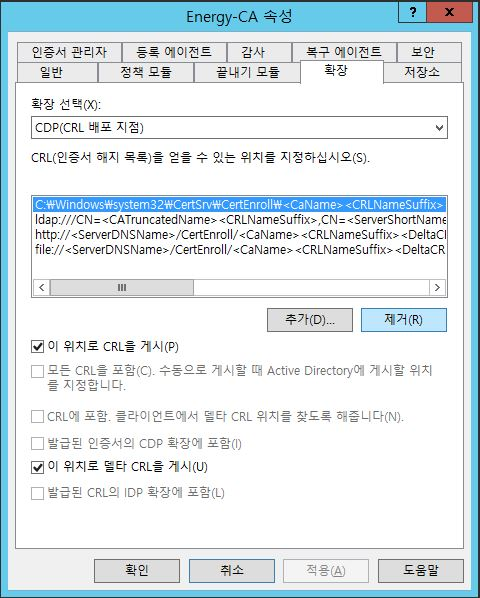 Energy-CA 속성
?
x
인증서 관리자
등록 에이전트
감사
복구 에이전트
보안
일반
정책 모듈
끝내기 모듈
확장
저장소
확장 선택(X):
CDP(CRL 배포 지점)
CRL(인증서 해지 목록)을 얻을 수 있는 위치를 지정하십시오(S).
C:₩Windows₩system32₩CertSrv₩CertEnroll₩<CaName><CRLNameSuffix>
ldap:///CN=<CATruncatedName><CRLNameSuffix>,CN=<ServerShortName
http://<ServerDNSName>/CertEnroll/<CaName><CRLNameSuffix><DeltaCI
file://<ServerDNSName>/CertEnroll/<CaName><CRLNameSuffix><DeltaCR
추가(D)...
제거(R)
이 위치로 CRL을 게시(P)
모든 CRL을 포함(C). 수동으로 게시할 때 Active Directory에 게시할 위치
를 지정합니다.
CRL에 포함. 클라이언트에서 델타 CRL 위치를 찾도록 해줍니다(N).
발급된 인증서의 CDP 확장에 포함(I)
이 위치로 델타 CRL을 게시(U)
발급된 CRL의 IDP 확장에 포함(L)
확인
취소
적용(A)
도움말